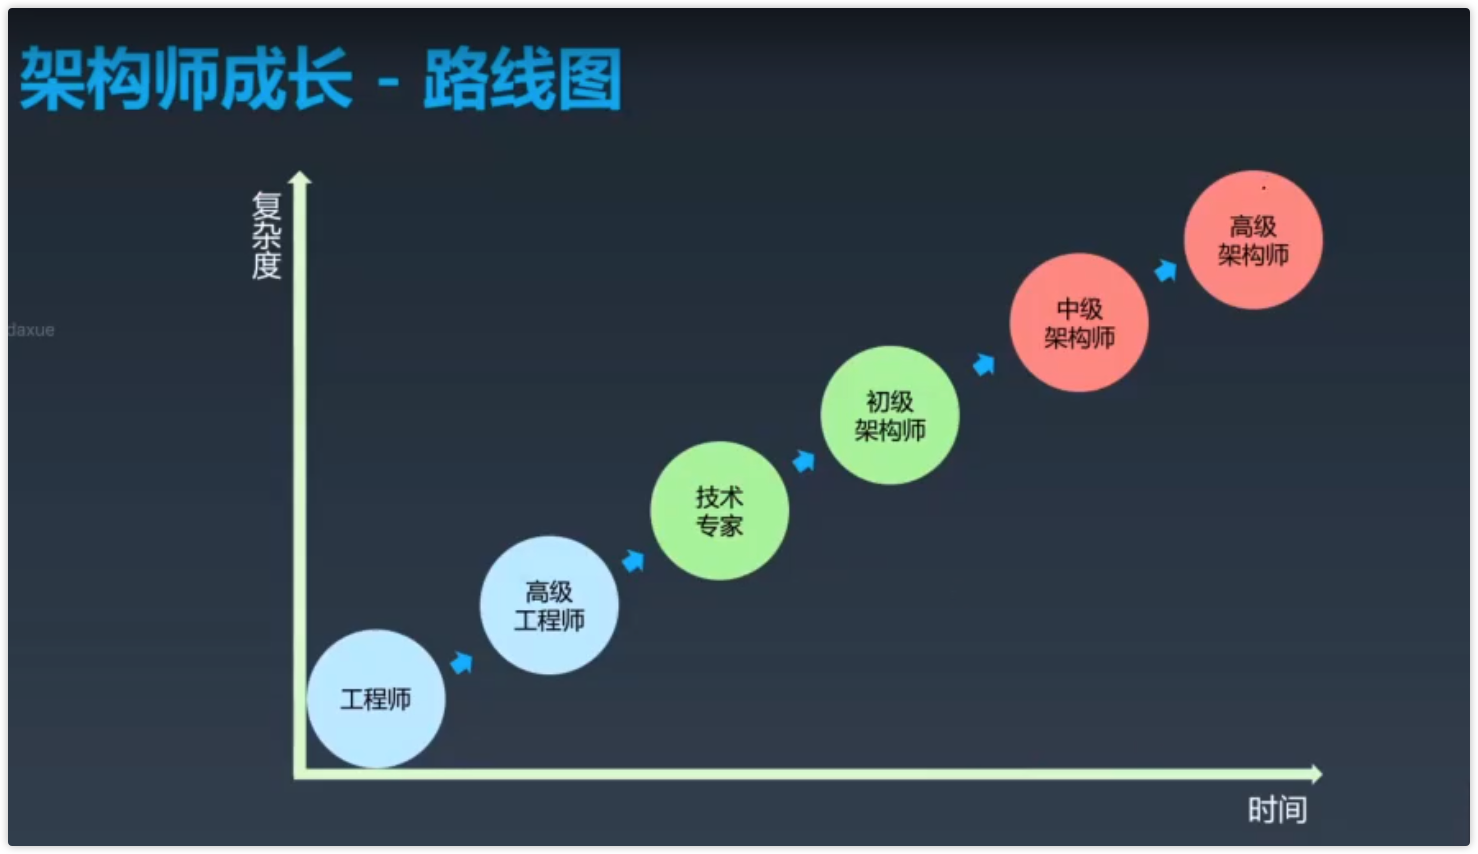 架构师成长 - 路线图
复杂度
daxue
高级
架构师
中级
架构师
初级
架构师
技术
专家
高级
工程师
工程师
时间